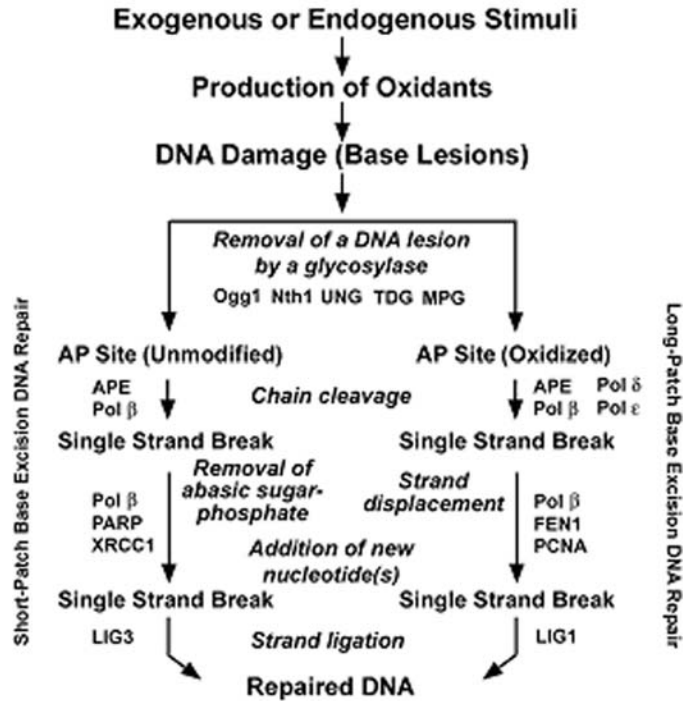 Exogenous or Endogenous Stimuli
Production of Oxidants
DNA Damage (Base Lesions)
Removal of a DNA lesion
by a glycosylase
Ogg1 Nth1 UNG TDG MPG
Short-Patch Base Excision DNA Repair
Long-Patch Base Excision DNA Repair
AP Site (Unmodified)
AP Site (Oxidized)
APE
Pol β
Chain cleavage
APE Pol δ
Pol β Pol ε
Single Strand Break
Single Strand Break
Removal of
abasic sugar-
phosphate
Strand
displacement
Pol β
PARP
XRCC1
Pol β
FEN1
PCNA
Addition of new
nucleotide(s)
Single Strand Break
Single Strand Break
LIG3
Strand ligation
LIG1
Repaired DNA